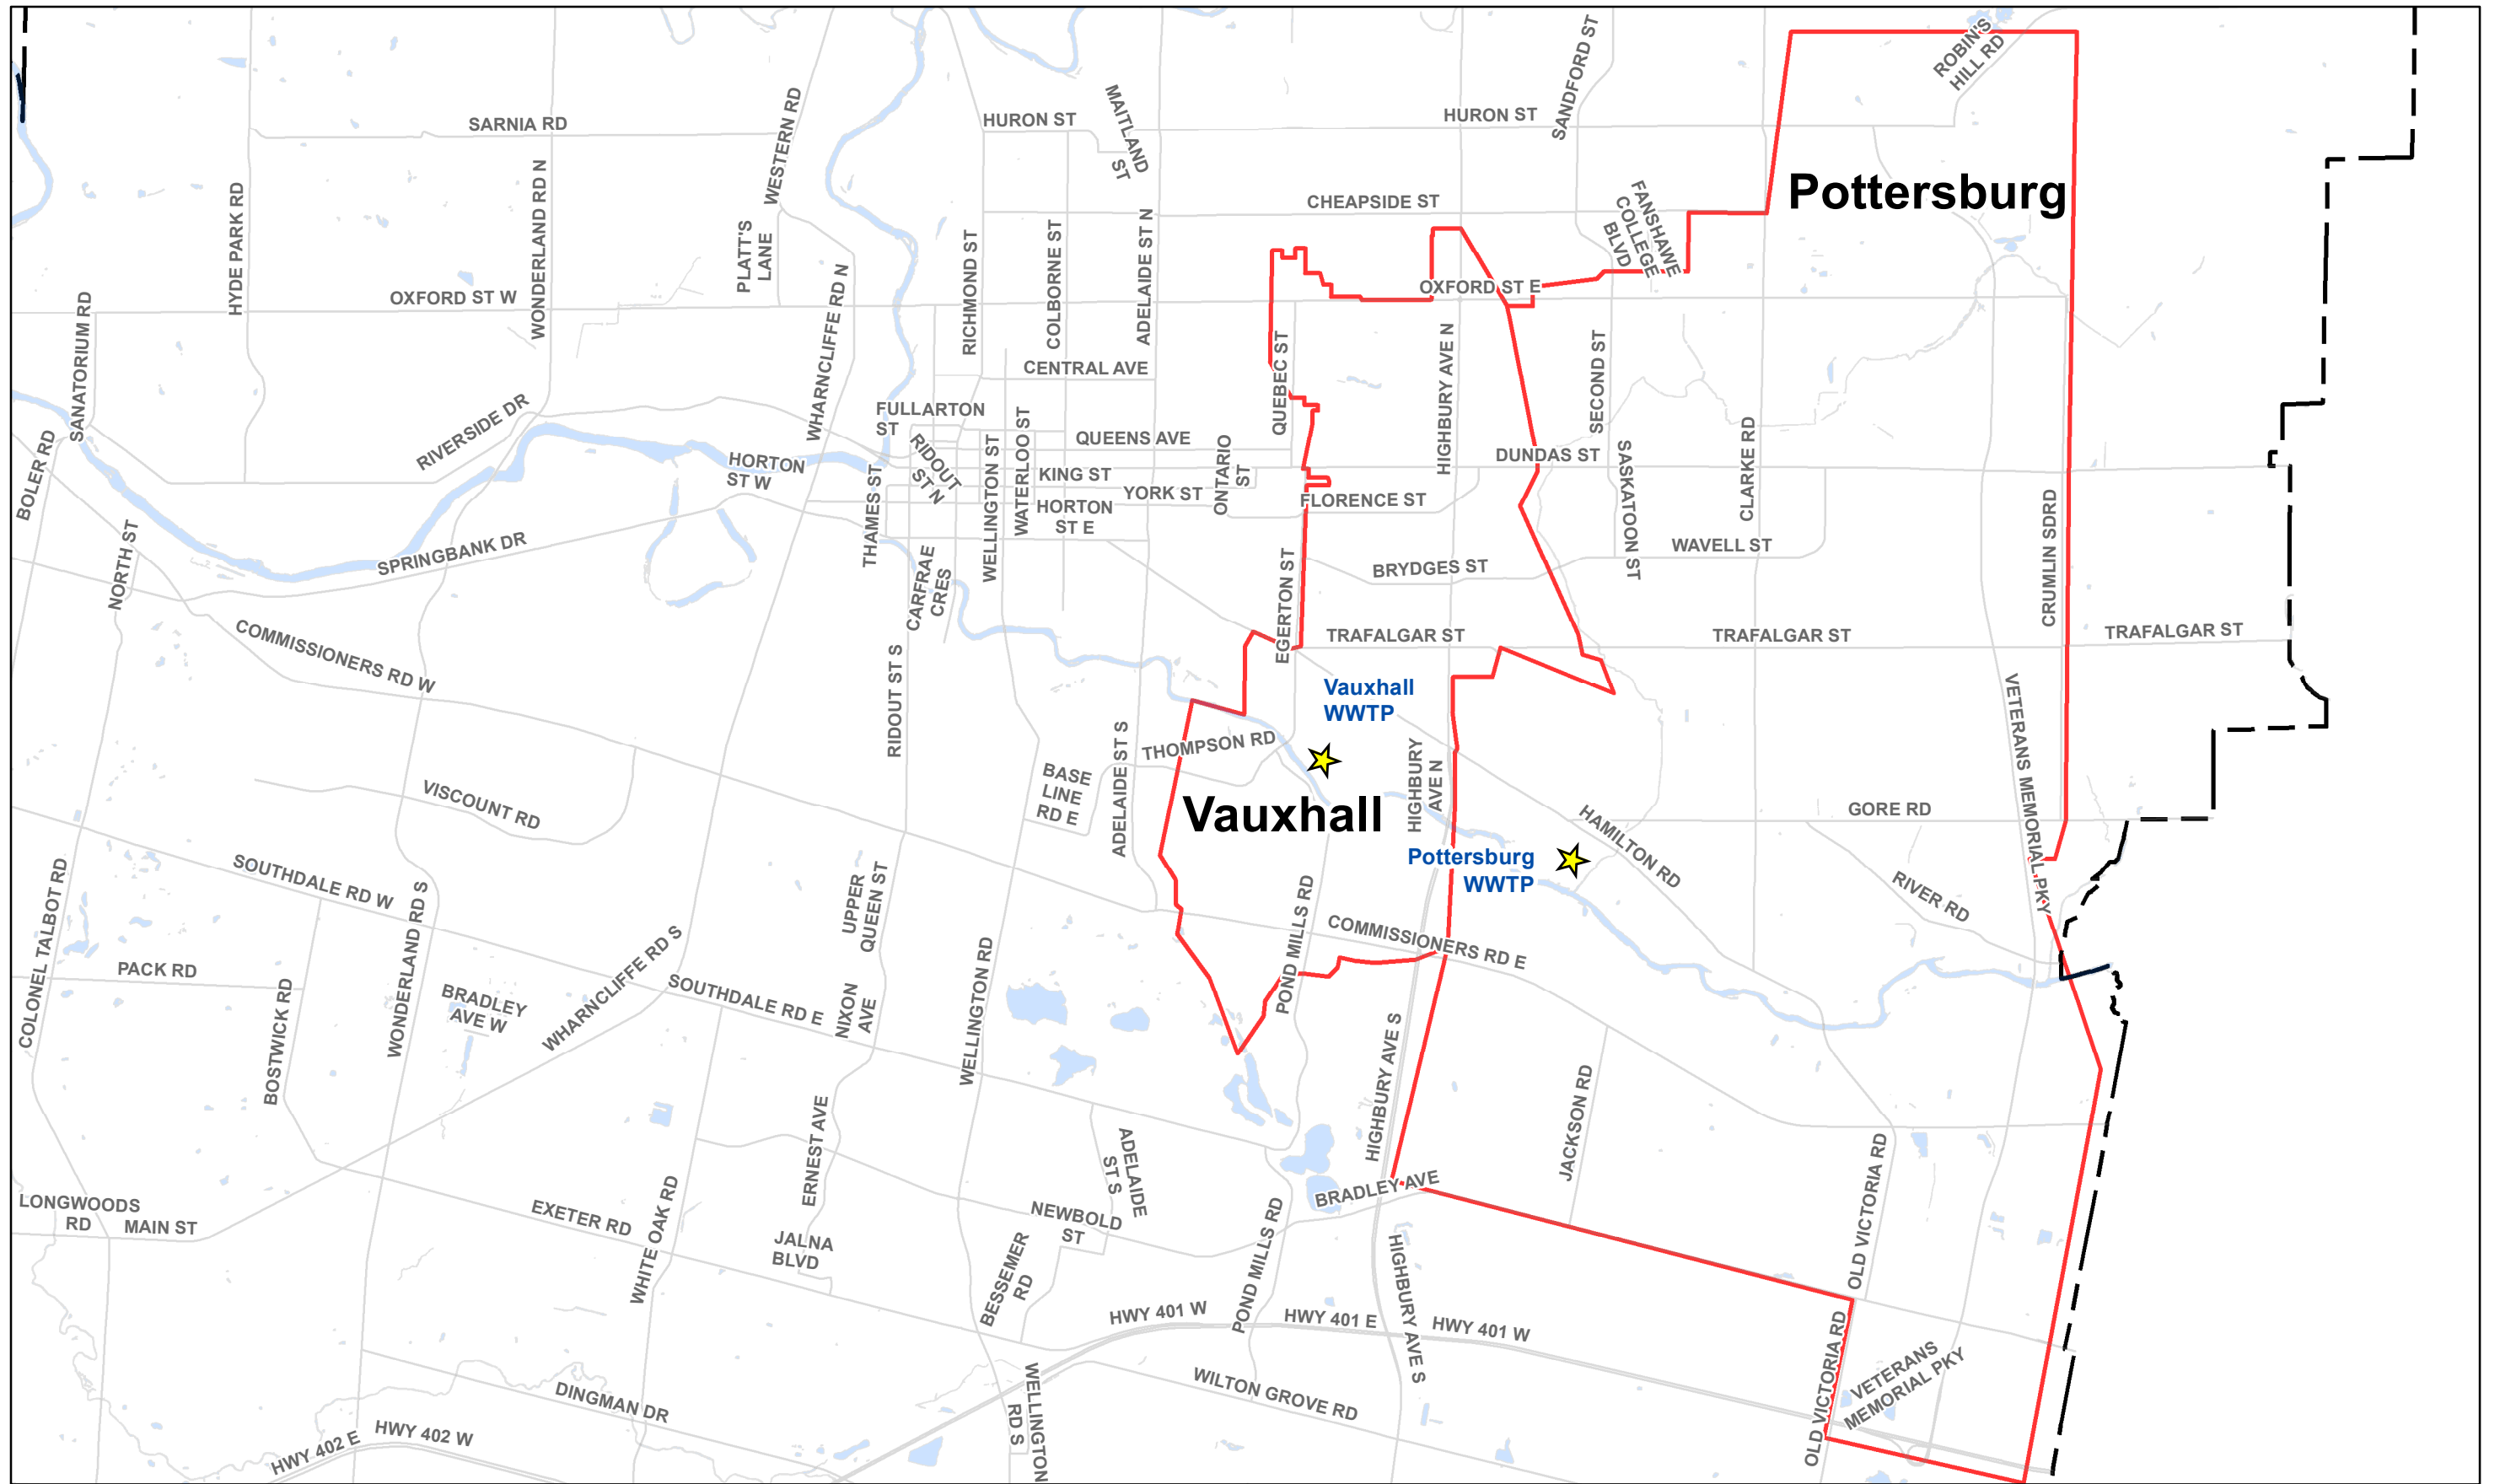 ROBIN'S
HILL RD
SANDFORD ST
MAITLAND
ST
HURON ST
HURON ST
SARNIA RD
WESTERN RD
WONDERLAND RD N
HYDE PARK RD
Pottersburg
FANSHAWE
COLLEGE
BLVD
CHEAPSIDE ST
PLATT'S
LANE
RICHMOND ST
COLBORNE ST
ADELAIDE ST N
WHARNCLIFFE RD N
OXFORD ST W
OXFORD ST E
SANATORIUM RD
QUEBEC ST
HIGHBURY AVE N
SECOND ST
CENTRAL AVE
FULLARTON
ST
RIVERSIDE DR
QUEENS AVE
RIDOUT
ST N
WELLINGTON ST
WATERLOO ST
ONTARIO
ST
DUNDAS ST
SASKATOON ST
CLARKE RD
BOLER RD
HORTON
ST W
KING ST
YORK ST
FLORENCE ST
HORTON
ST E
THAMES ST
CRUMLIN SDRD
NORTH ST
SPRINGBANK DR
CARFRAE
CRES
EGERTON ST
BRYDGES ST
WAVELL ST
COMMISSIONERS RD W
TRAFALGAR ST
TRAFALGAR ST
TRAFALGAR ST
RIDOUT ST S
Vauxhall
WWTP
VETERANS MEMORIAL PKY
THOMPSON RD
ADELAIDE ST S
BASE
LINE
RD E
HIGHBURY
AVE N
VISCOUNT RD
Vauxhall
GORE RD
HAMILTON RD
Pottersburg
WWTP
SOUTHDALE RD W
COLONEL TALBOT RD
WONDERLAND RD S
UPPER
QUEEN ST
POND MILLS RD
RIVER RD
COMMISSIONERS RD E
PACK RD
BOSTWICK RD
BRADLEY
AVE W
WHARNCLIFFE RD S
SOUTHDALE RD E
NIXON
AVE
WELLINGTON RD
HIGHBURY AVE S
JACKSON RD
ERNEST AVE
ADELAIDE
ST S
OLD VICTORIA RD
BRADLEY AVE
LONGWOODS
RD
MAIN ST
EXETER RD
WHITE OAK RD
JALNA
BLVD
NEWBOLD
ST
BESSEMER
RD
POND MILLS RD
HIGHBURY AVE S
HWY 401 W
HWY 401 E
HWY 401 W
OLD VICTORIA RD
VETERANS
MEMORIAL PKY
WELLINGTON
RD S
WILTON GROVE RD
DINGMAN DR
HWY 402 E
HWY 402 W